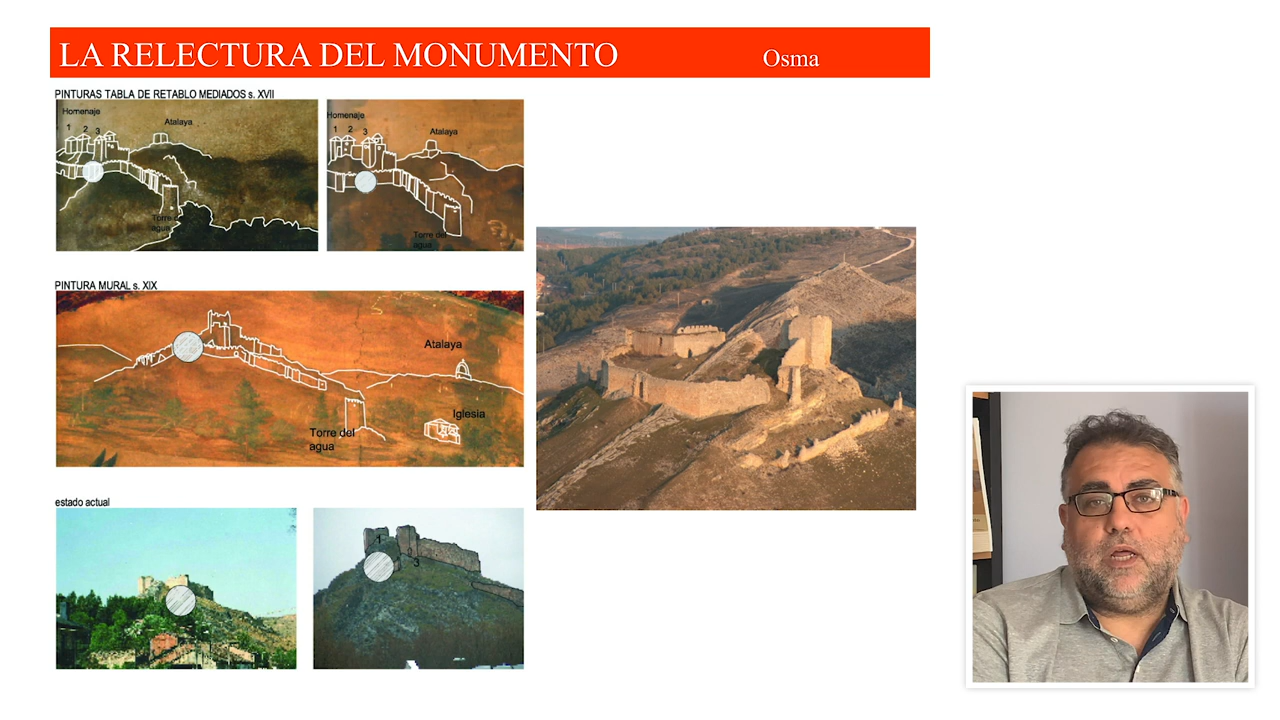 LA RELECTURA DEL MONUMENTO Osma
PINTURAS TABLA DE RETABLO MEDIADOS s. XVII
Homenaje
1 2 3
Atalaya
Torre del
agua
Homenaje
1 2 3
Atalaya
Torre del
agua
PINTURA MURAL s. XIX
Atalaya
Iglesia
Torre del
agua
estado actual
1
3